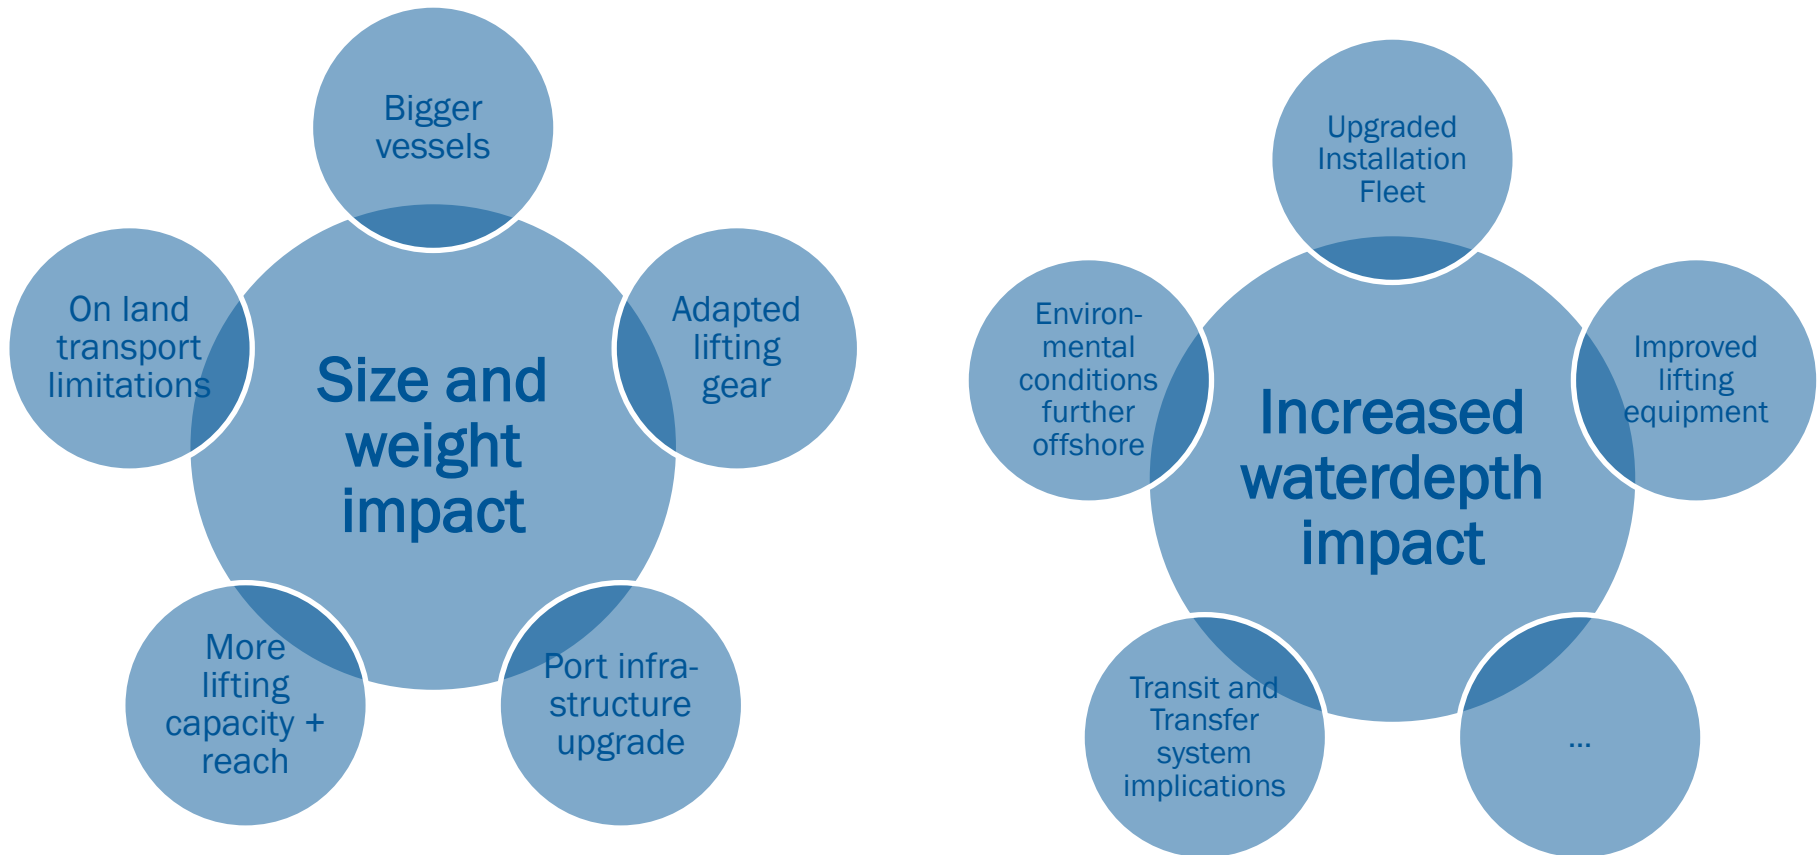 Bigger
vessels
Adapted
lifting
gear
Port infra-
structure
upgrade
More
lifting
capacity +
reach
On land
transport
limitations
Size and
weight
impact
Upgraded
Installation
Fleet
Improved
lifting
equipment
...
Transit and
Transfer
system
implications
Environ-
mental
conditions
further
offshore
Increased
waterdepth
impact